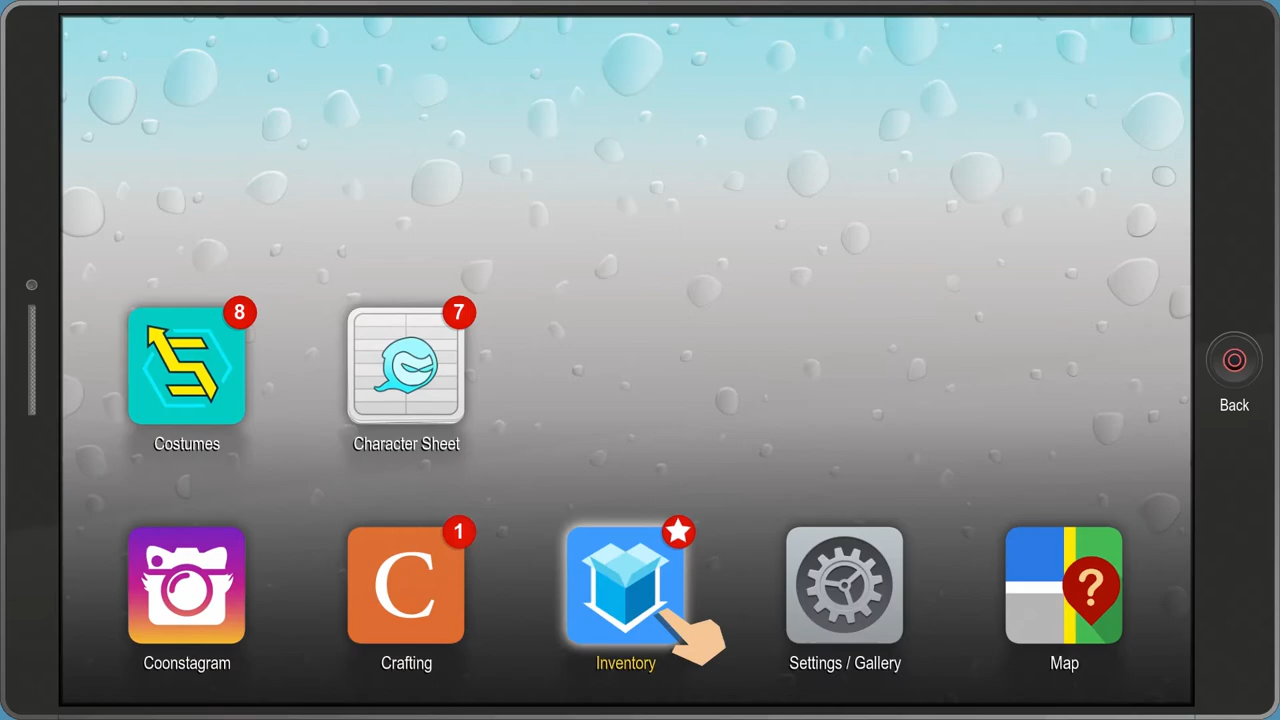 8
7
Costumes
Character Sheet
Back
1
C
?
Coonstagram
Crafting
Inventory
Settings / Gallery
Map